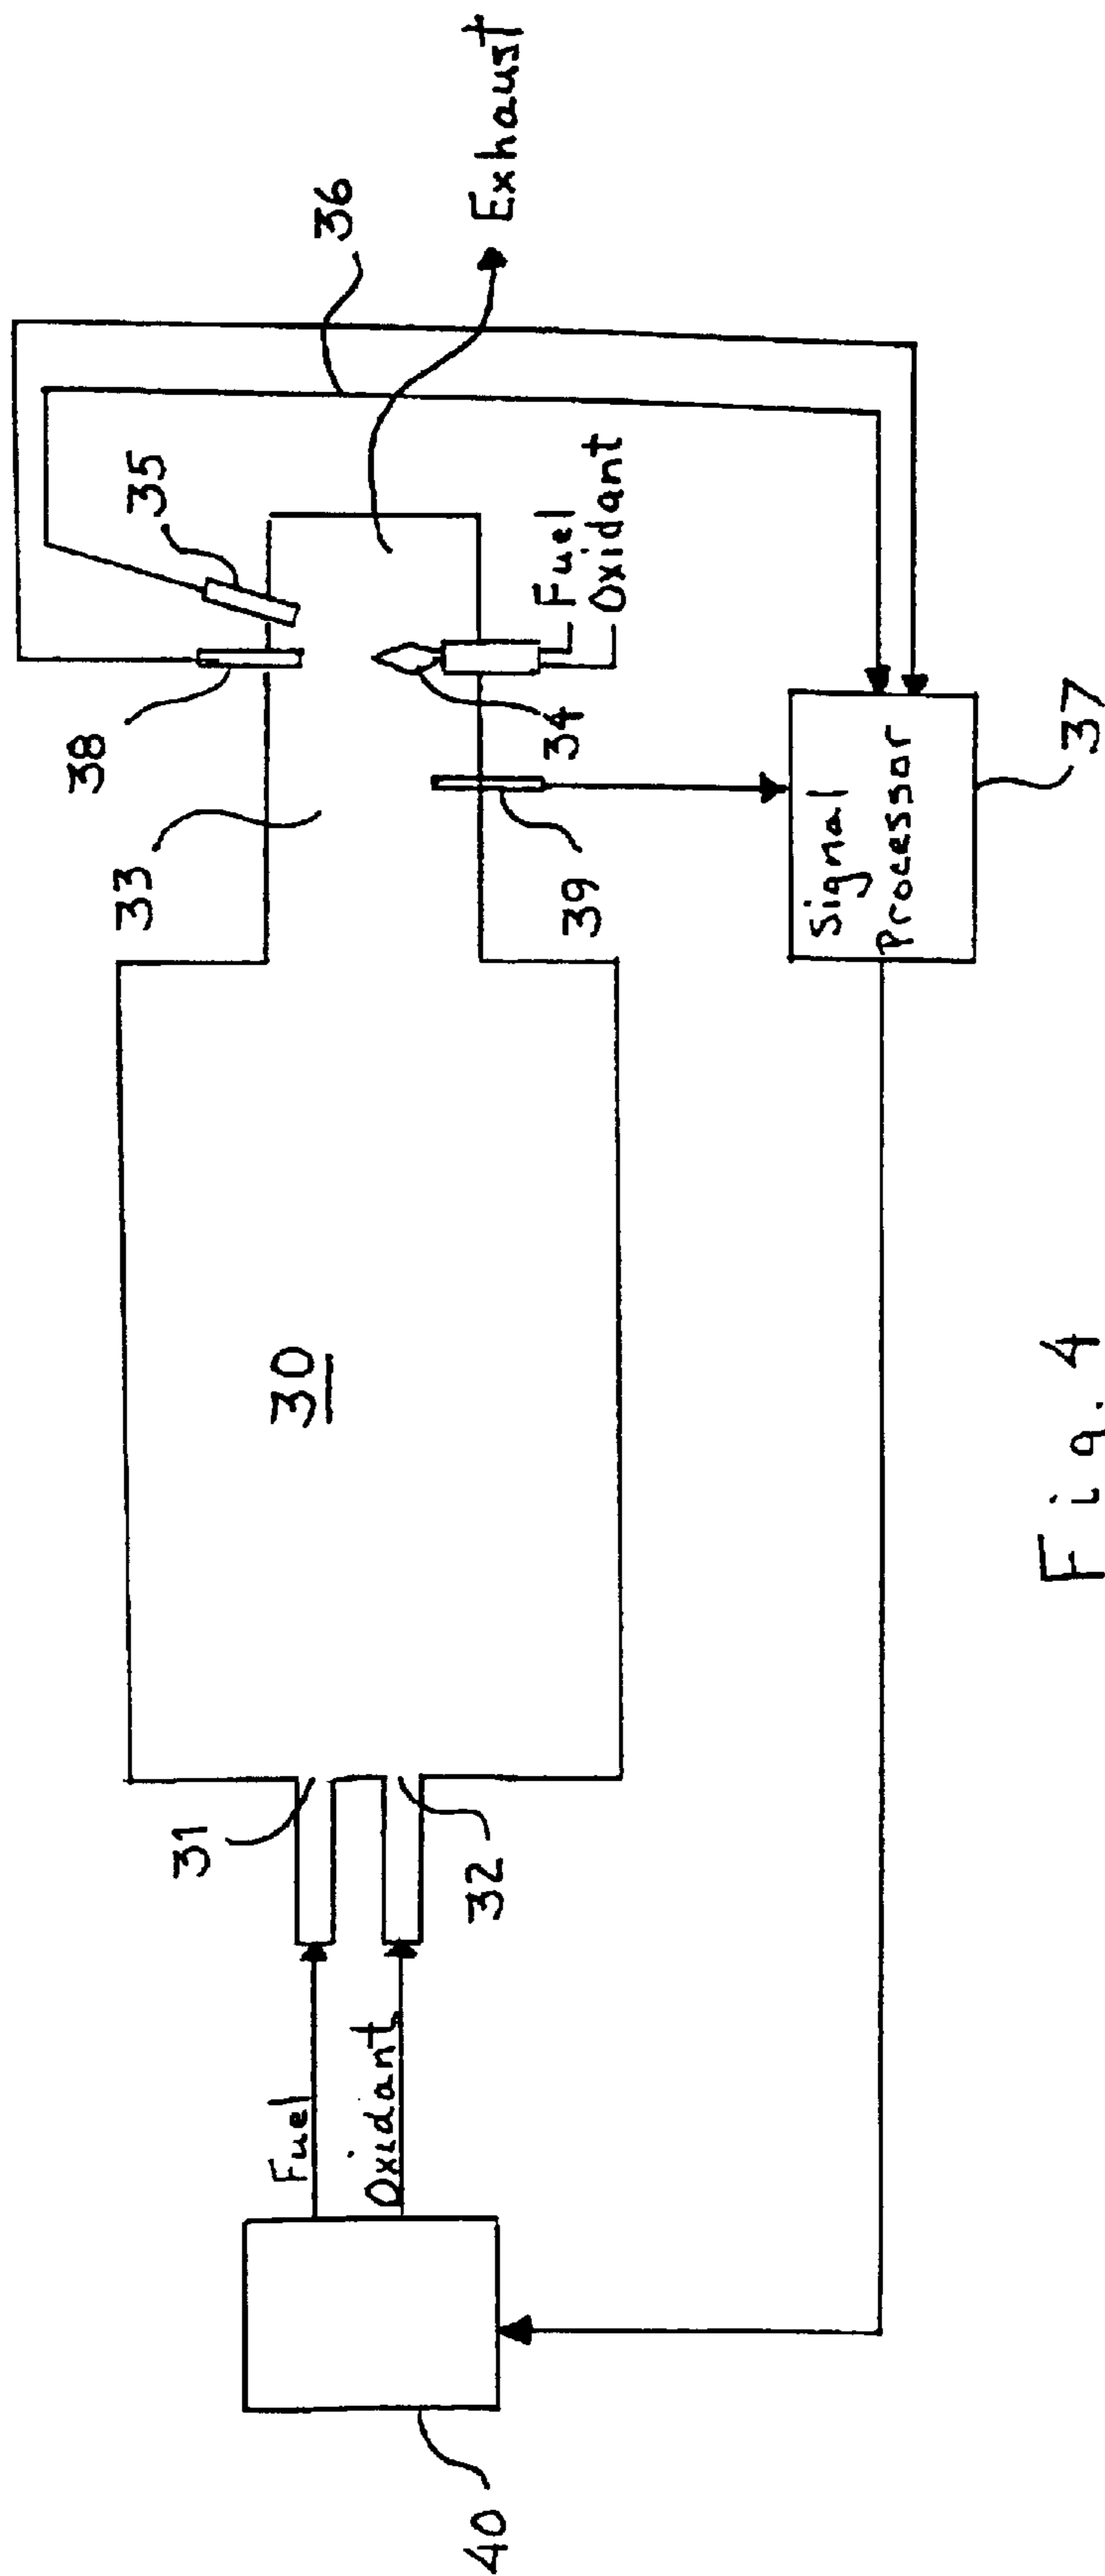 36
Exhaust
35
38
33
34
Fuel
Oxidant
39
Signal
Processor
37
30
31
32
Fuel
Oxidant
40
Fig. 4